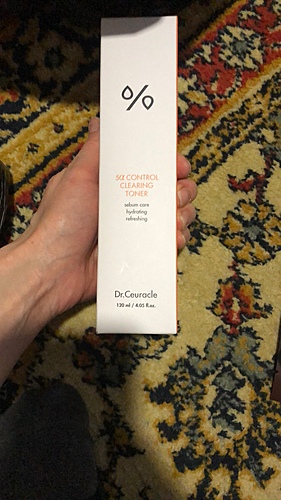 %
5α CONTROL
CLEARING
TONER
sebum care
hydrating
refreshing
Dr.Ceuracle
120 ml / 4.05 fl.oz.